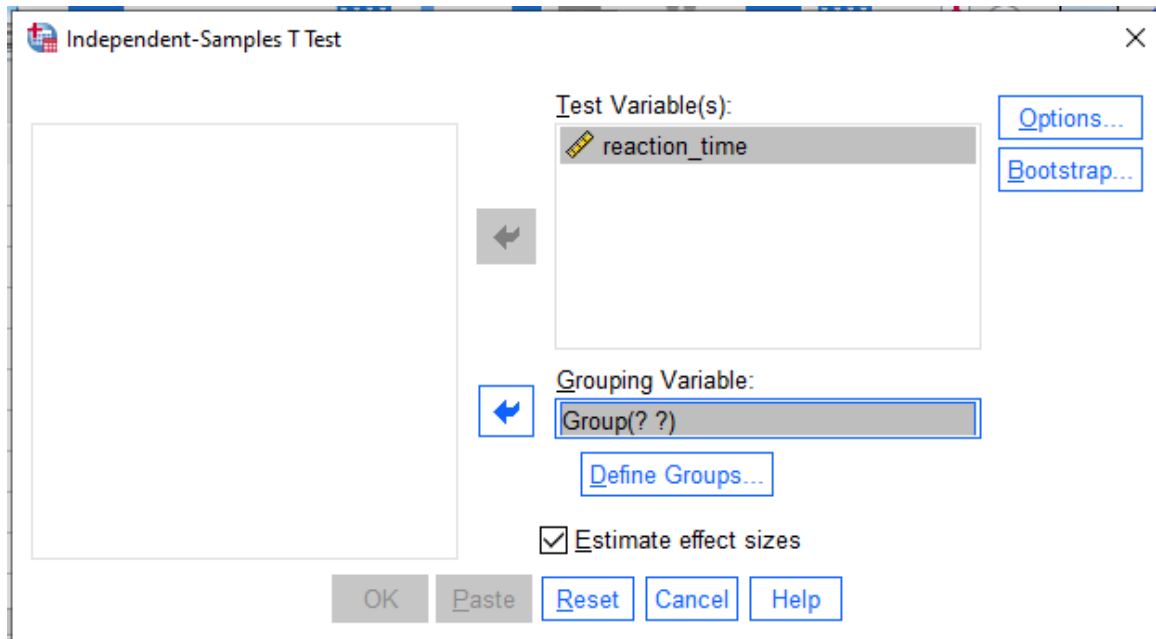 Independent-Samples T Test
Test Variable(s):
reaction_time
Options...
Bootstrap...
Grouping Variable:
Group(? ?)
Define Groups...
Estimate effect sizes
OK Paste Reset Cancel Help